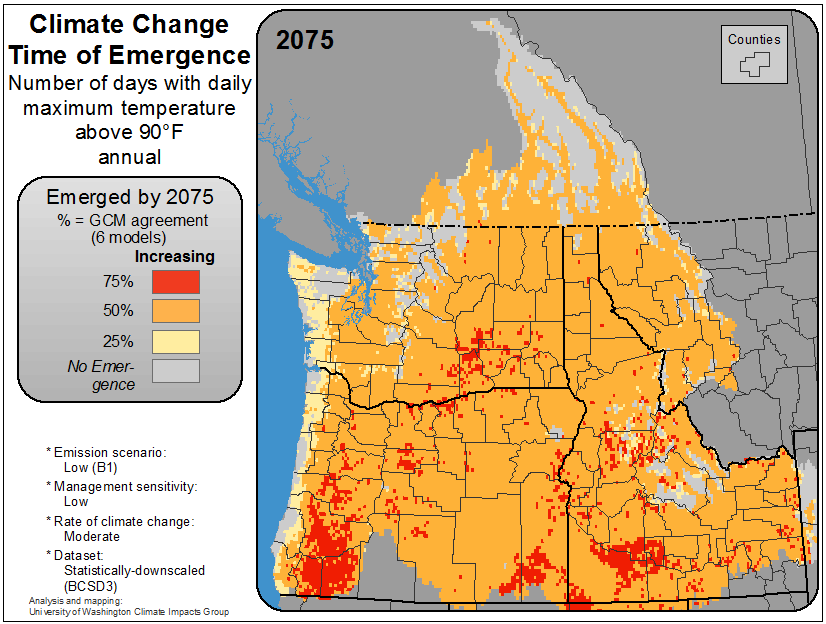 Climate Change
Time of Emergence
Number of days with daily
maximum temperature
above 90°F
annual
Emerged by 2075
% = GCM agreement
(6 models)
Increasing
75%
50%
25%
No Emer-
gence
* Emission scenario:
Low (B1)
* Management sensitivity:
Low
* Rate of climate change:
Moderate
* Dataset:
Statistically-downscaled
(BCSD3)
Analysis and mapping:
University of Washington Climate Impacts Group
2075
Counties